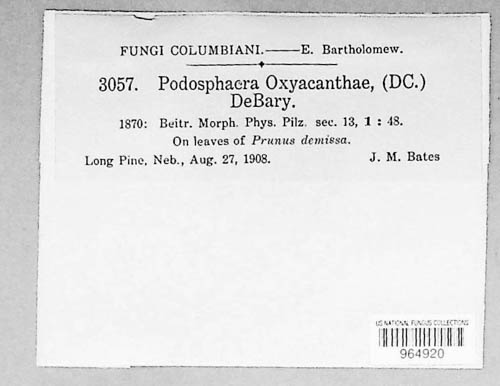 FUNGI COLUMBIANI.——E. Bartholomew.
3057. Podosphaera Oxyacanthae, (DC.)
DeBary.
1870: Beitr. Morph. Phys. Pilz. sec. 13, 1 : 48.
On leaves of Prunus demissa.
Long Pine, Neb., Aug. 27, 1908. J. M. Bates
US NATIONAL FUNGUS COLLECTIONS
964920